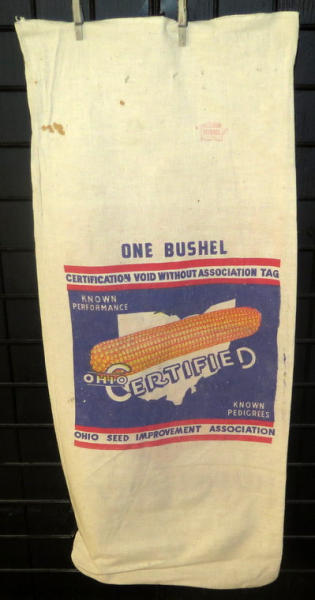 ONE BUSHEL
CERTIFICATION VOID WITHOUT ASSOCIATION TAG
KNOWN
PERFORMANCE
OHIO
CERTIFIED
KNOWN
PEDIGREES
OHIO SEED IMPROVEMENT ASSOCIATION